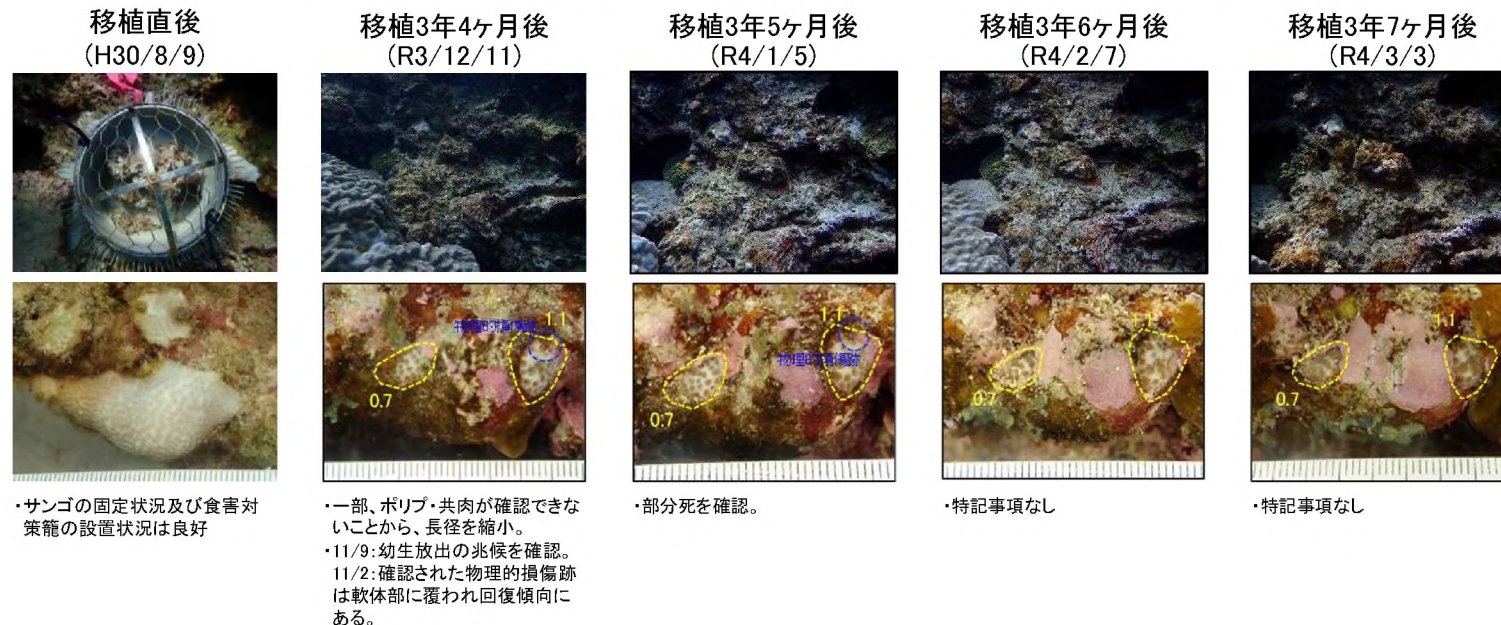 移植直後
(H30/8/9)
移植3年4ヶ月後
(R3/12/11)
移植3年5ヶ月後
(R4/1/5)
移植3年6ヶ月後
(R4/2/7)
移植3年7ヶ月後
(R4/3/3)
1.1
0.7
1.1
0.7
1.1
0.7
1.1
0.7
・サンゴの固定状況及び食害対
策籠の設置状況は良好
・一部、ポリプ・共肉が確認できな
いことから、長径を縮小。
・11/9:幼生放出の兆候を確認。
11/2:確認された物理的損傷跡
は軟体部に覆われ回復傾向に
ある。
・部分死を確認。
・特記事項なし
・特記事項なし